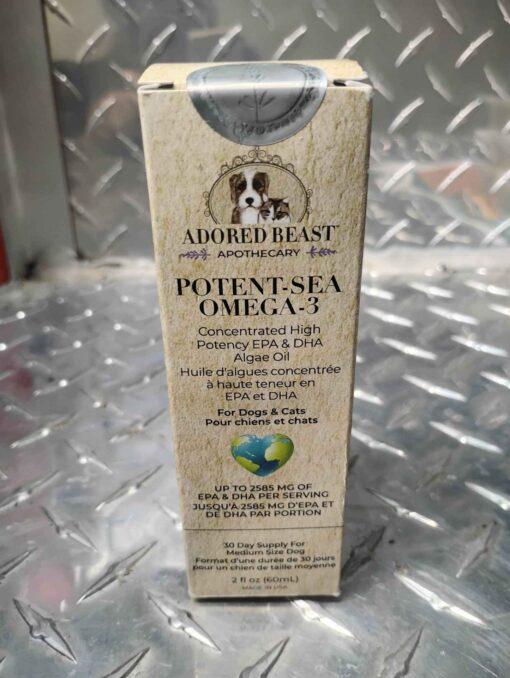 ADORED BEAST
APOTHECARY
POTENT-SEA
OMEGA-3
Concentrated High
Potency EPA & DHA
Algae Oil
Huile d'algues concentrée
à haute teneur en
EPA et DHA
For Dogs & Cats
Pour chiens et chats
UP TO 2585 MG OF
EPA & DHA PER SERVING
JUSQU'À 2585 MG D'EPA ET
DE DHA PAR PORTION
30 Day Supply For
Medium Size Dog
Format d'une durée de 30 jours
pour un chien de taille moyenne
2 fl oz (60mL)
MADE IN USA